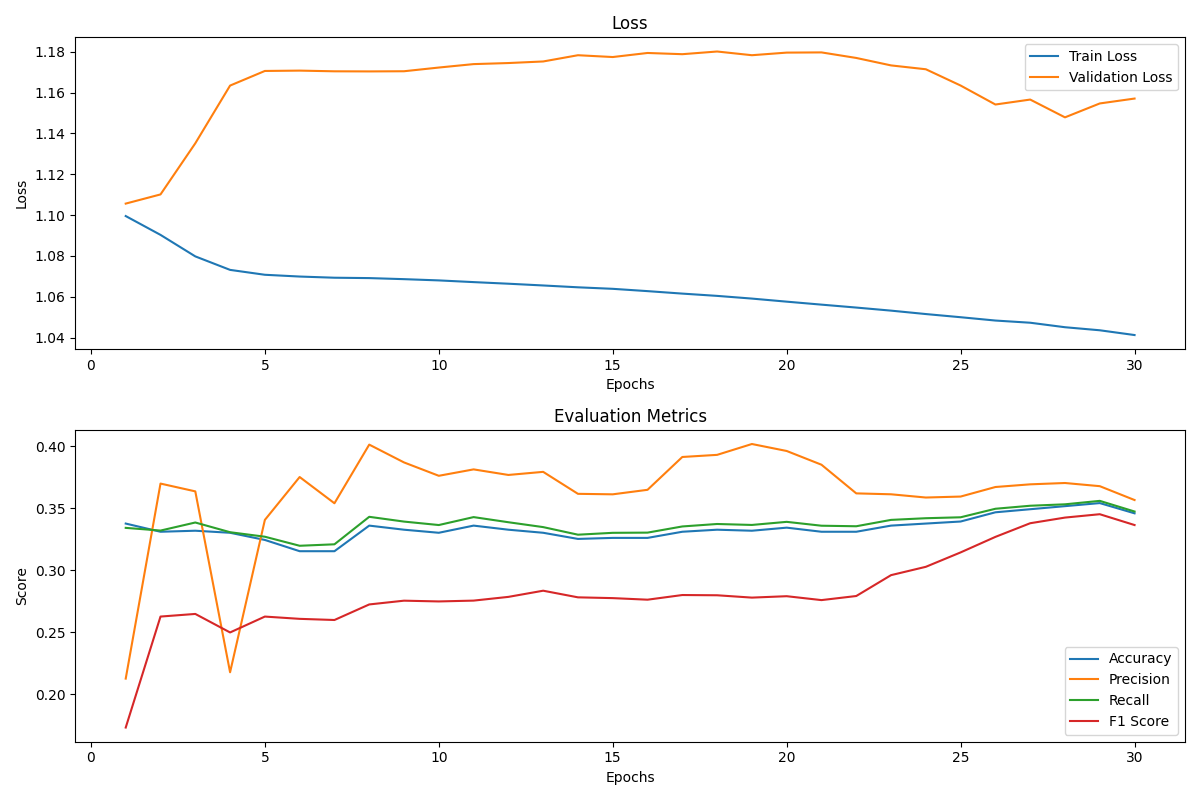 Loss
1.18
1.16
1.14
1.12
1.10
1.08
1.06
1.04
Loss
Train Loss
Validation Loss
0 5 10 15 20 25 30
Epochs
Evaluation Metrics
0.40
0.35
0.30
0.25
0.20
Score
Accuracy
Precision
Recall
F1 Score
0 5 10 15 20 25 30
Epochs